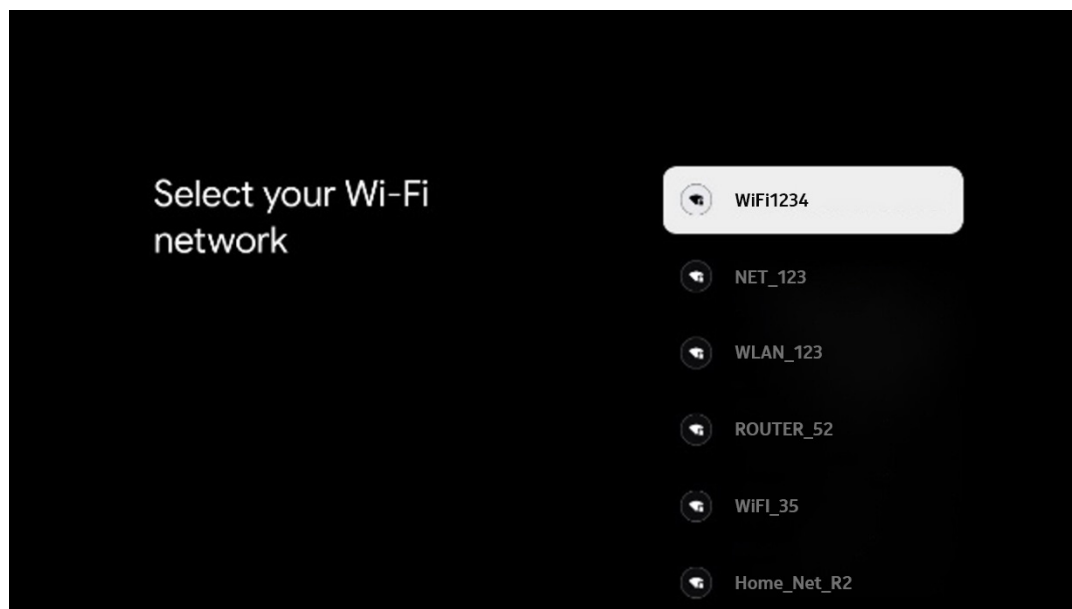 Select your Wi-Fi
network
WiFi1234
NET_123
WLAN_123
ROUTER_52
WiFI_35
Home_Net_R2